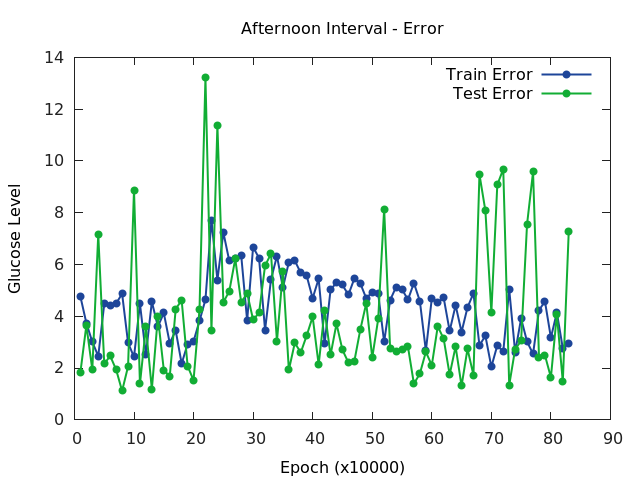 Afternoon Interval - Error
Train Error
Test Error
14
12
10
8
6
4
2
0
Glucose Level
0 10 20 30 40 50 60 70 80 90
Epoch (x10000)